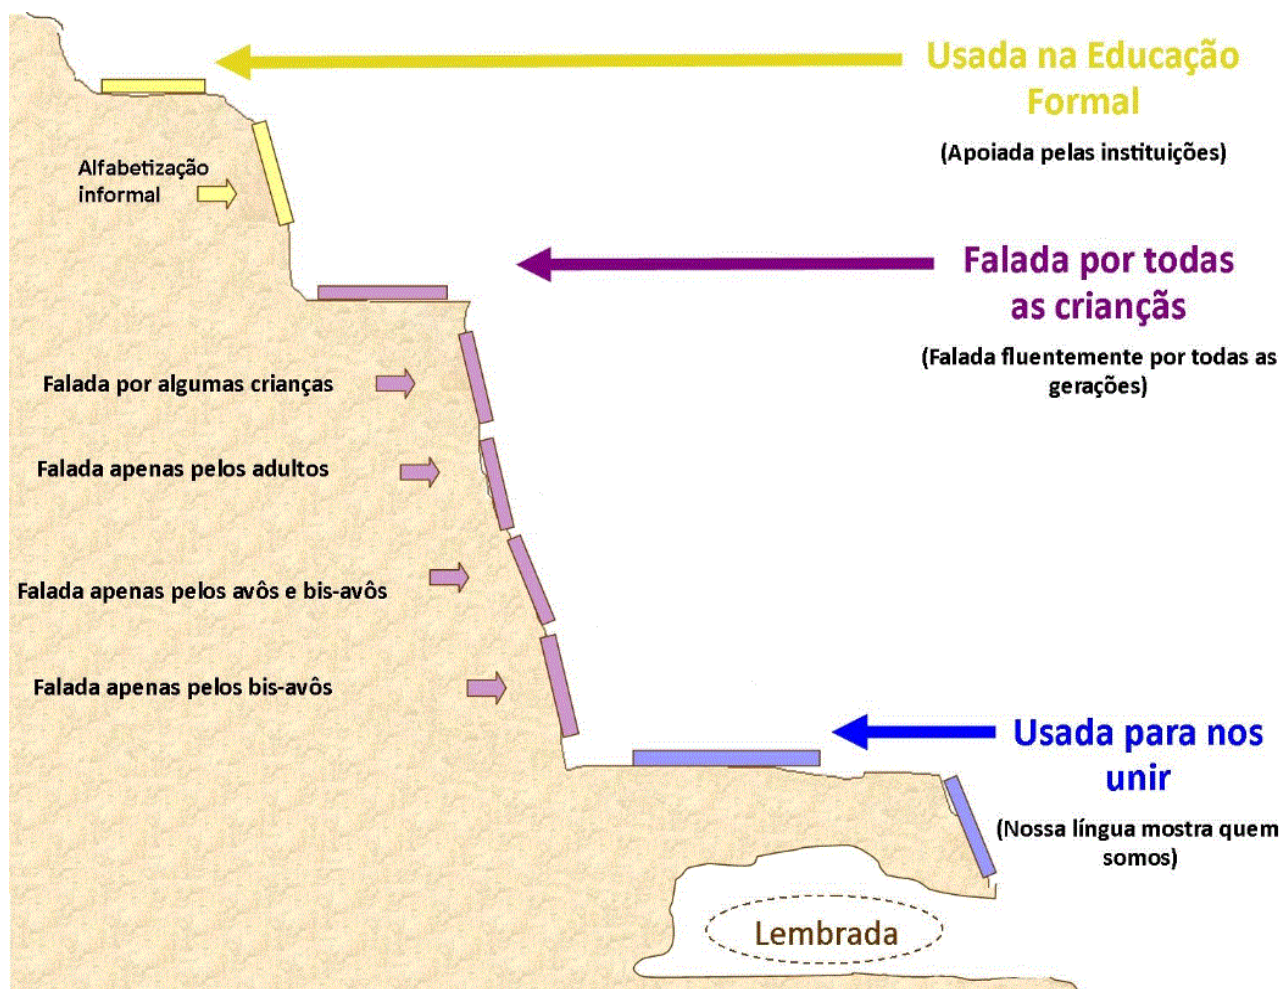 Usada na Educação
Formal
(Apoiada pelas instituições)
Alfabetização
informal
Falada por todas
as criançãs
(Falada fluentemente por todas as
gerações)
Falada por algumas crianças
Falada apenas pelos adultos
Falada apenas pelos avôs e bis-avôs
Falada apenas pelos bis-avôs
Usada para nos
unir
(Nossa língua mostra quem
somos)
Lembrada